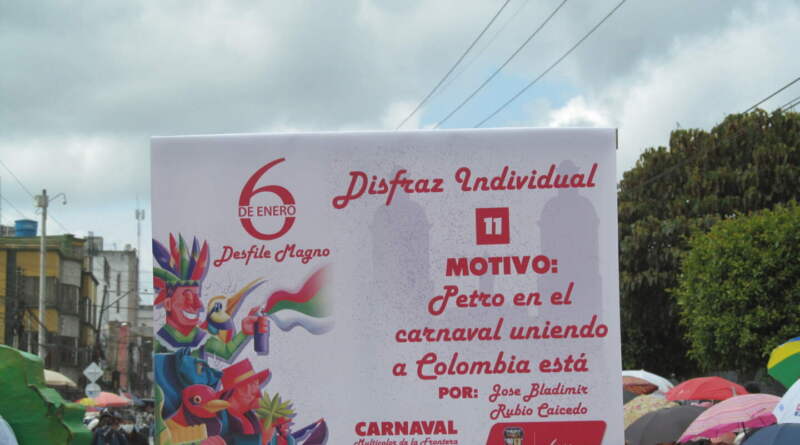 6
DE ENERO
Desfile Magno
Disfraz Individual
11
MOTIVO:
Petro en el
carnaval uniendo
a Colombia está
POR: Jose Bladimir
Rubio Caicedo
CARNAVAL
Multicolor de la Frontera